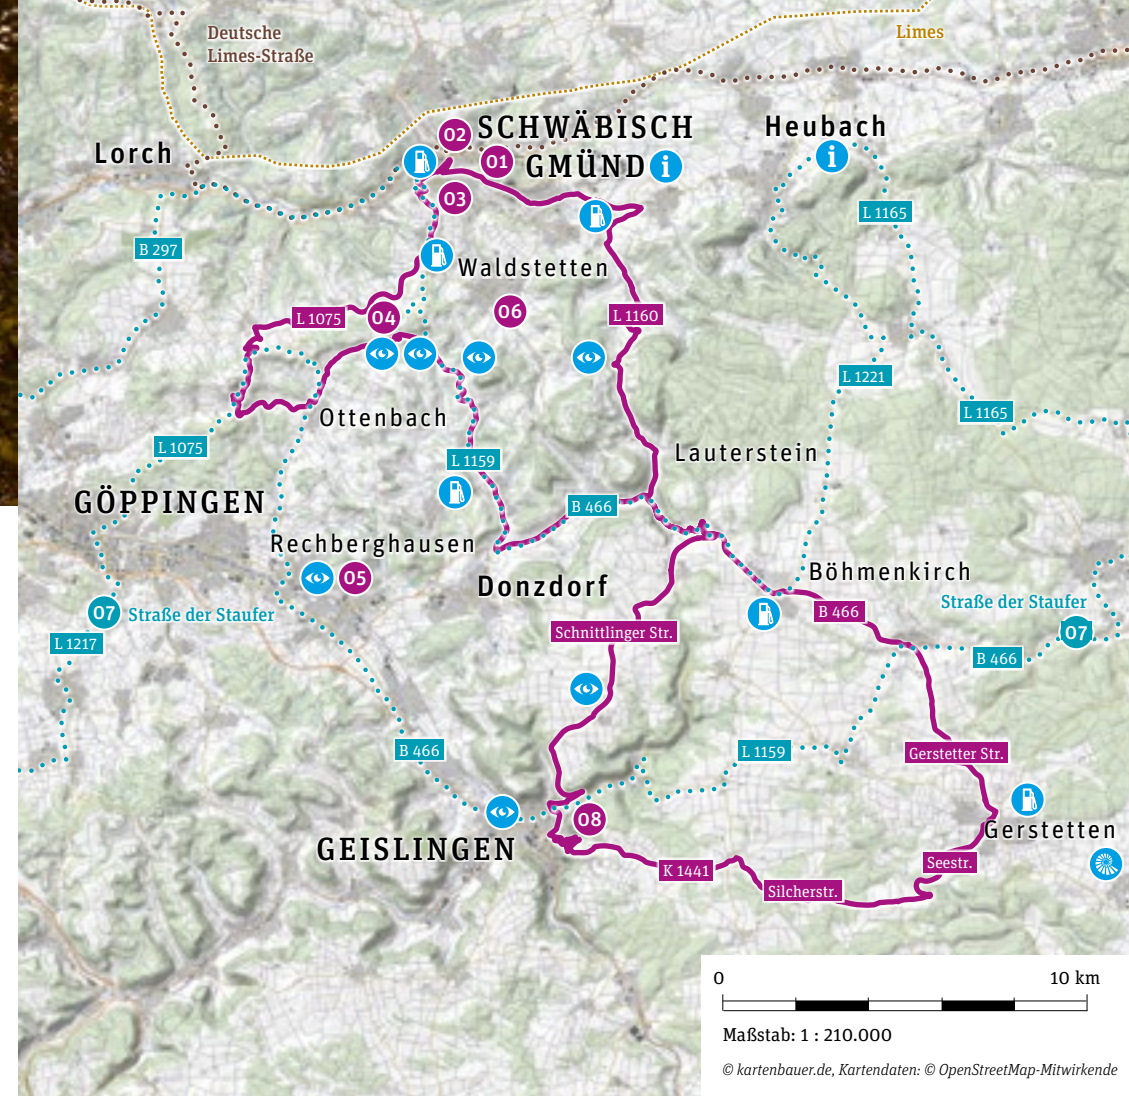 Deutsche
Limes-Straße
Limes
02
SCHWÄBISCH
GMÜND
i
01
03
Heubach
i
Lorch
L 1165
B 297
Waldstetten
L 1075
04
06
L 1160
L 1221
L 1165
Ottenbach
L 1075
L 1159
Lauterstein
GÖPPINGEN
B 466
Rechberghausen
05
Donzdorf
Böhmenkirch
07
Straße der Staufer
L 1217
Schnittlinger Str.
B 466
Straße der Staufer
07
B 466
B 466
L 1159
Gerstetter Str.
GEISLINGEN
08
Gerstetten
K 1441
Silcherstr.
Seestr.
0
10 km
Maßstab: 1 : 210.000
© kartenbauer.de, Kartendaten: © OpenStreetMap-Mitwirkende